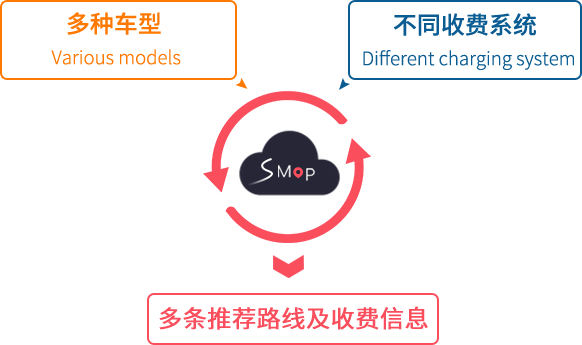 多种车型
Various models
不同收费系统
Different charging system
SMOP
多条推荐路线及收费信息